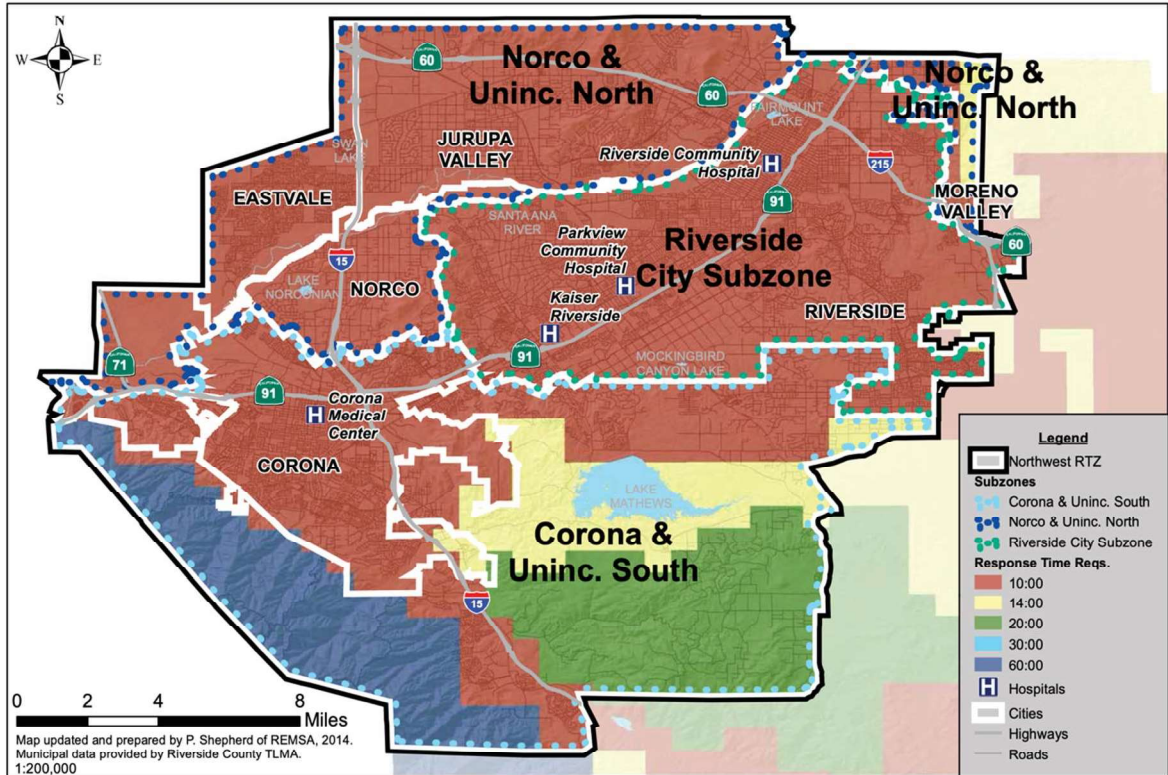 N
W
E
S
60
Norco &
Uninc. North
60
Norco &
Uninc. North
FAIRMOUNT
LAKE
SWAN
LAKE
JURUPA
VALLEY
Riverside Community
Hospital
H
215
EASTVALE
91
MORENO
VALLEY
SANTA ANA
RIVER
Parkview
Community
Hospital
H
Riverside
City Subzone
60
15
LAKE
NORCONIAN
NORCO
Kaiser
Riverside
H
RIVERSIDE
91
MOCKINGBIRD
CANYON LAKE
71
91
H
Corona
Medical
Center
CORONA
LAKE
MATHEWS
Corona &
Uninc. South
15
Legend
Northwest RTZ
Subzones
Corona & Uninc. South
Norco & Uninc. North
Riverside City Subzone
Response Time Reqs.
10:00
14:00
20:00
30:00
60:00
H Hospitals
Cities
Highways
Roads
0 2 4 8
Miles
Map updated and prepared by P. Shepherd of REMSA, 2014.
Municipal data provided by Riverside County TLMA.
1:200,000